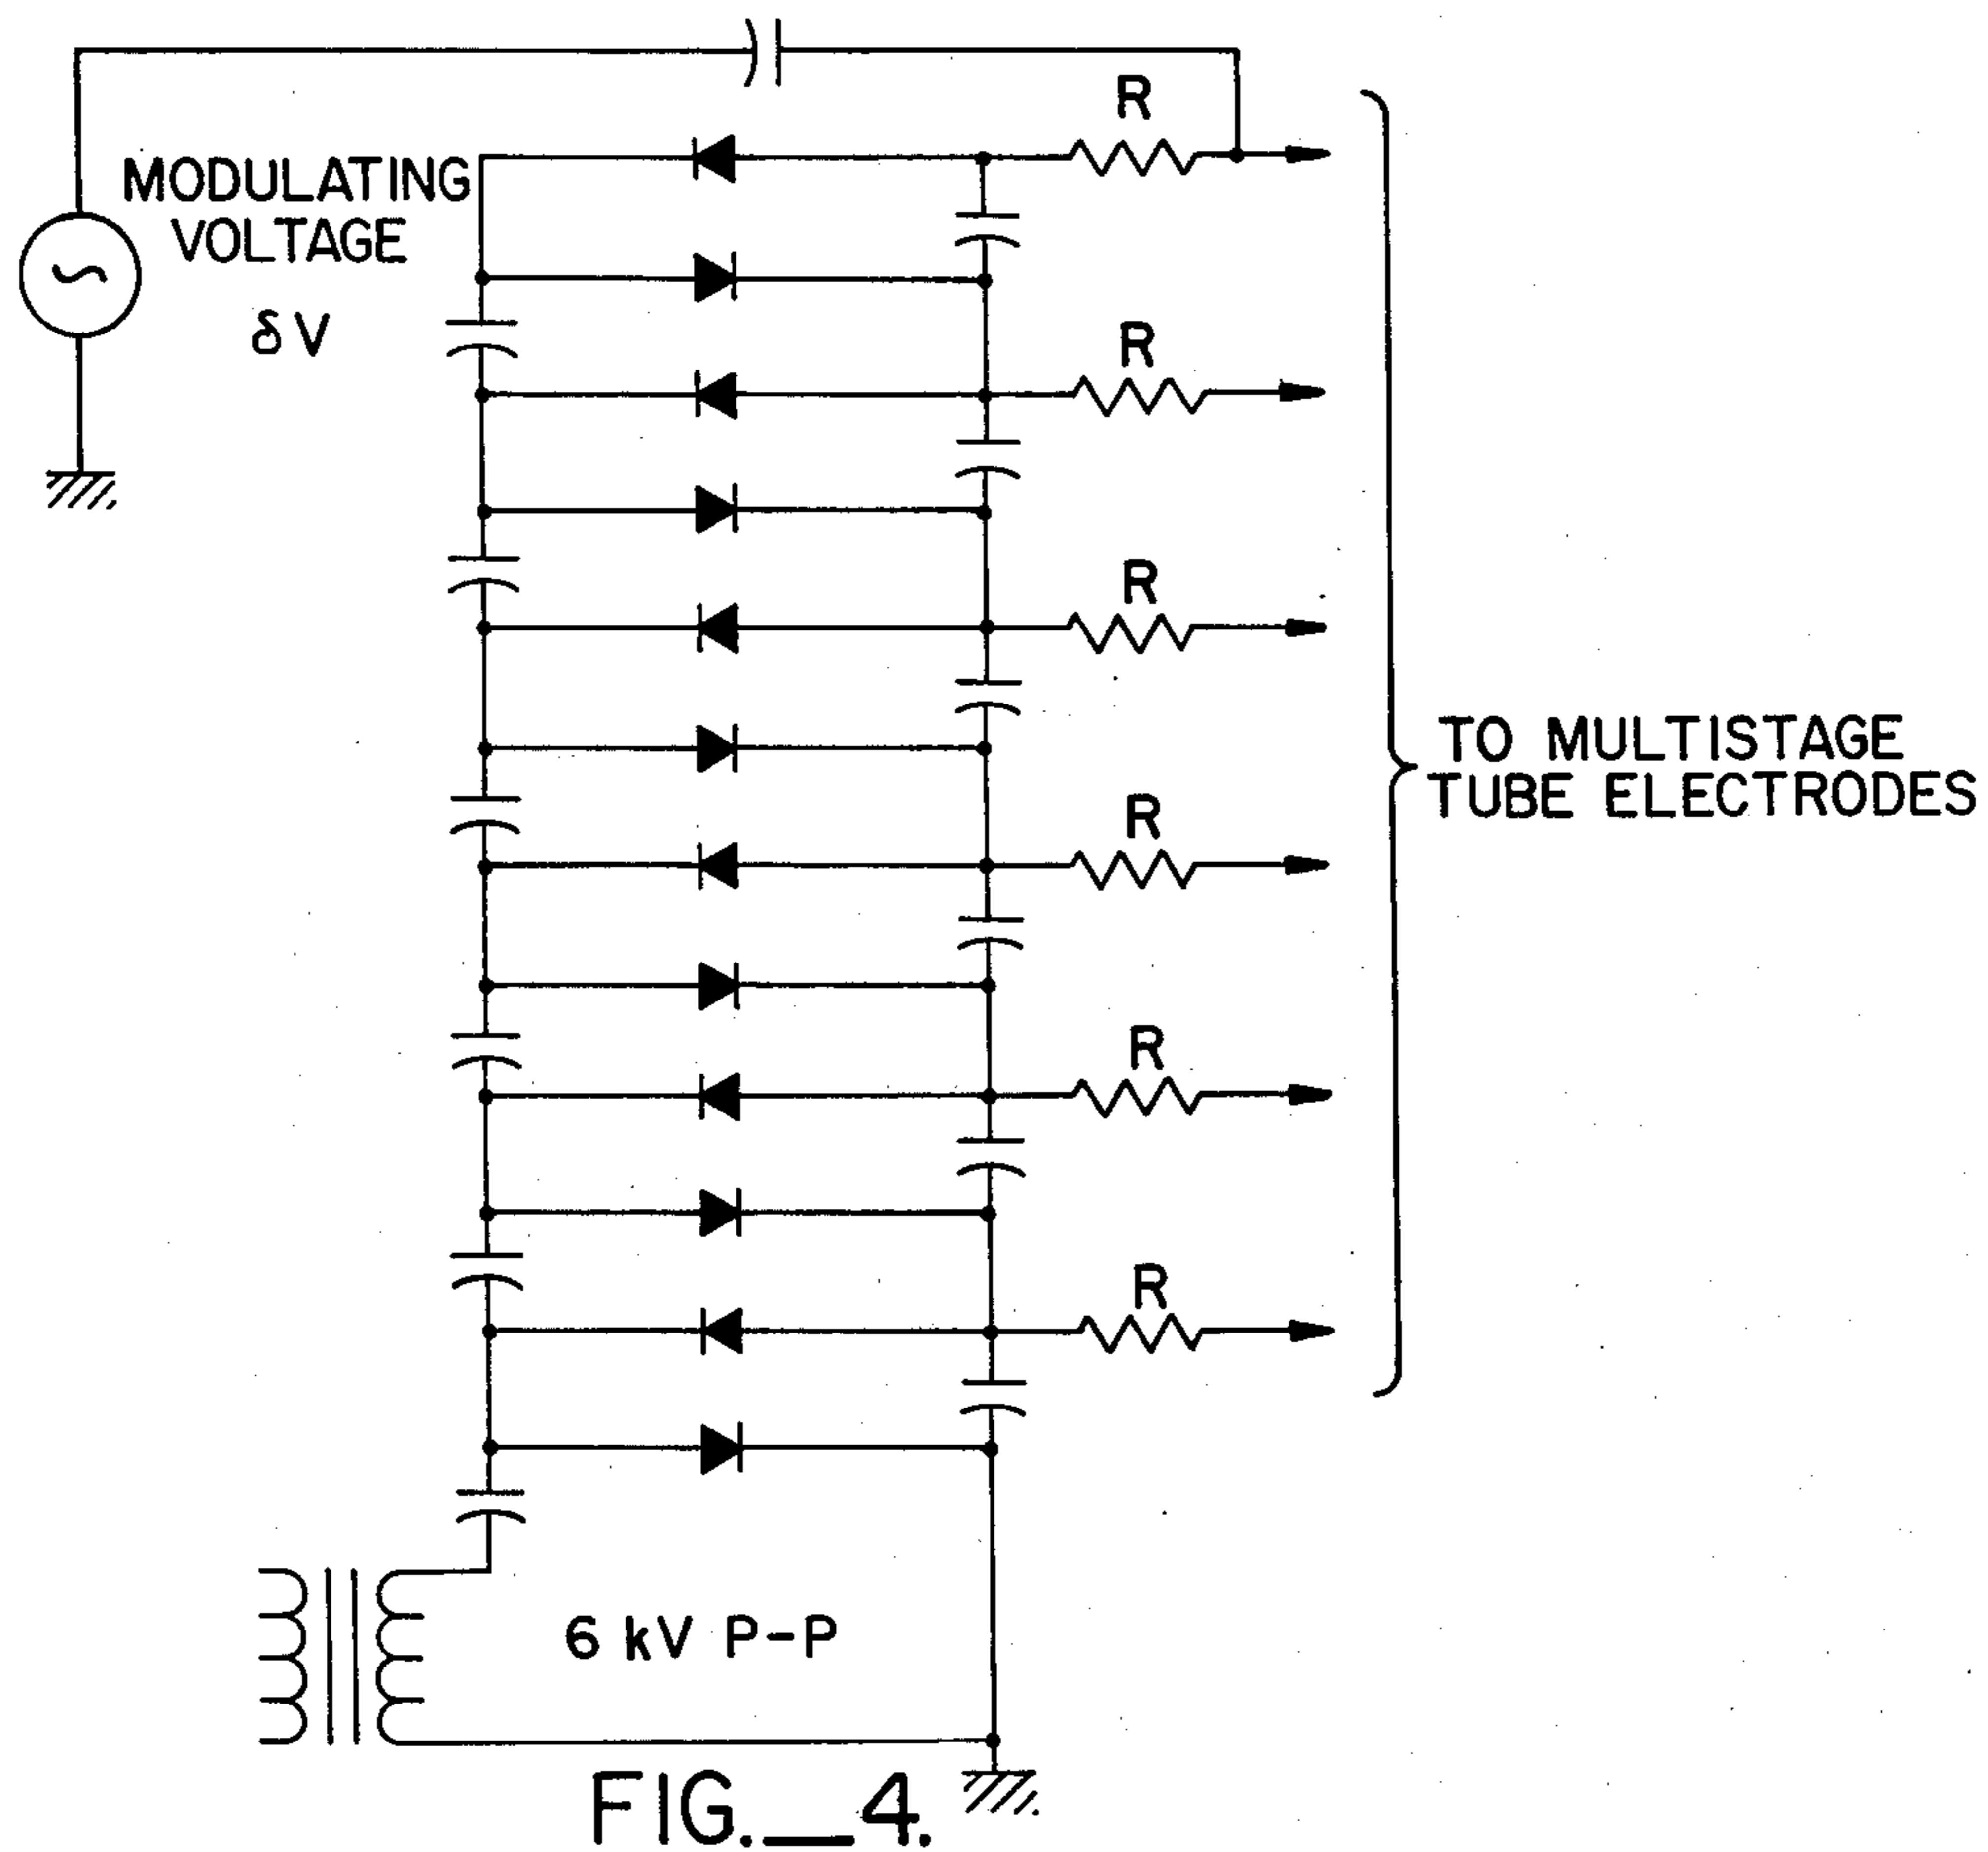 R
MODULATING
VOLTAGE
δV
R
R
TO MULTISTAGE
TUBE ELECTRODES
R
R
R
6 kV P-P
FIG._4.